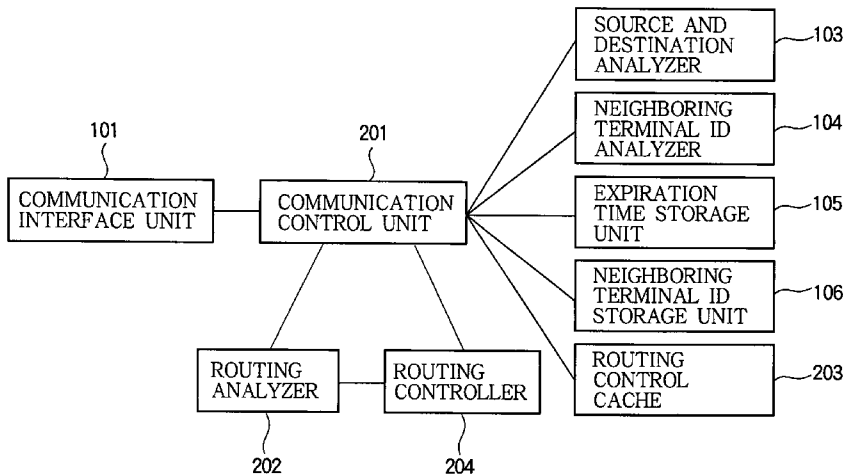 101
COMMUNICATION
INTERFACE UNIT
201
COMMUNICATION
CONTROL UNIT
SOURCE AND
DESTINATION
ANALYZER
103
NEIGHBORING
TERMINAL ID
ANALYZER
104
EXPIRATION
TIME STORAGE
UNIT
105
NEIGHBORING
TERMINAL ID
STORAGE UNIT
106
ROUTING
CONTROL
CACHE
203
ROUTING
ANALYZER
202
ROUTING
CONTROLLER
204